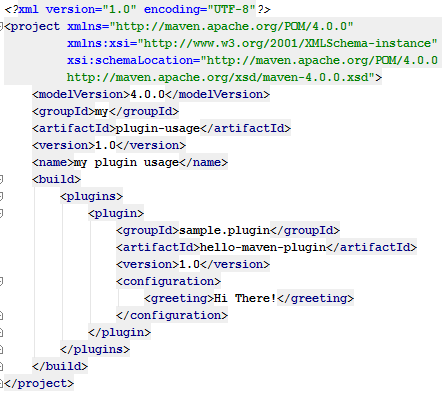 <?xml version="1.0" encoding="UTF-8"?>
<project xmlns="http://maven.apache.org/POM/4.0.0"
xmlns:xsi="http://www.w3.org/2001/XMLSchema-instance"
xsi:schemaLocation="http://maven.apache.org/POM/4.0.0
http://maven.apache.org/xsd/maven-4.0.0.xsd">
<modelVersion>4.0.0</modelVersion>
<groupId>my</groupId>
<artifactId>plugin-usage</artifactId>
<version>1.0</version>
<name>my plugin usage</name>
<build>
<plugins>
<plugin>
<groupId>sample.plugin</groupId>
<artifactId>hello-maven-plugin</artifactId>
<version>1.0</version>
<configuration>
<greeting>Hi There!</greeting>
</configuration>
</plugin>
</plugins>
</build>
</project>